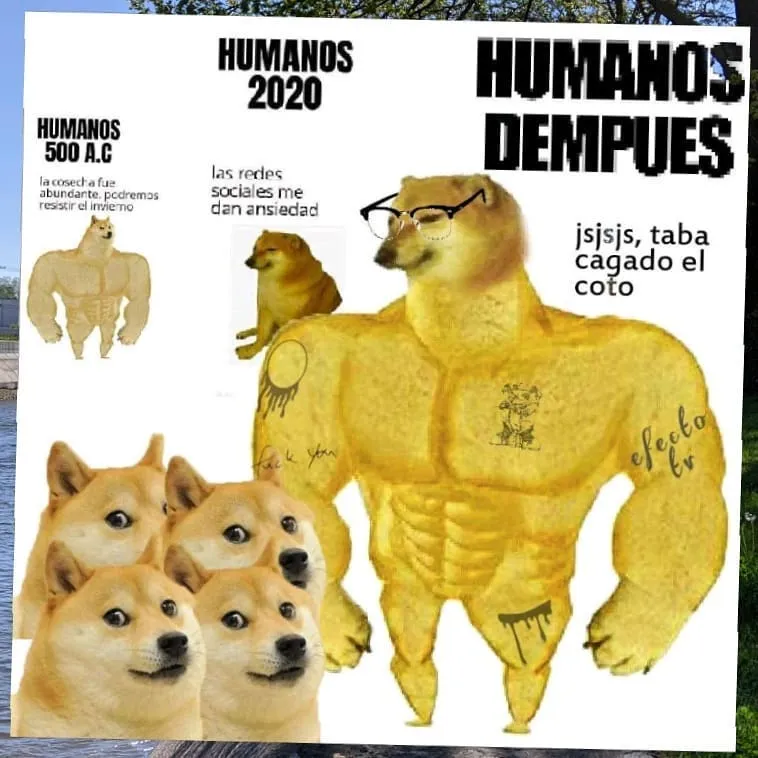 HUMANOS
500 A.C
la cosecha fue
abundante, podremos
resistir el invierno
HUMANOS
2020
las redes
sociales me
dan ansiedad
HUMANOS
DEMPUES
jsjsjs, taba
cagado el
coto
fuck you
efecto
tv